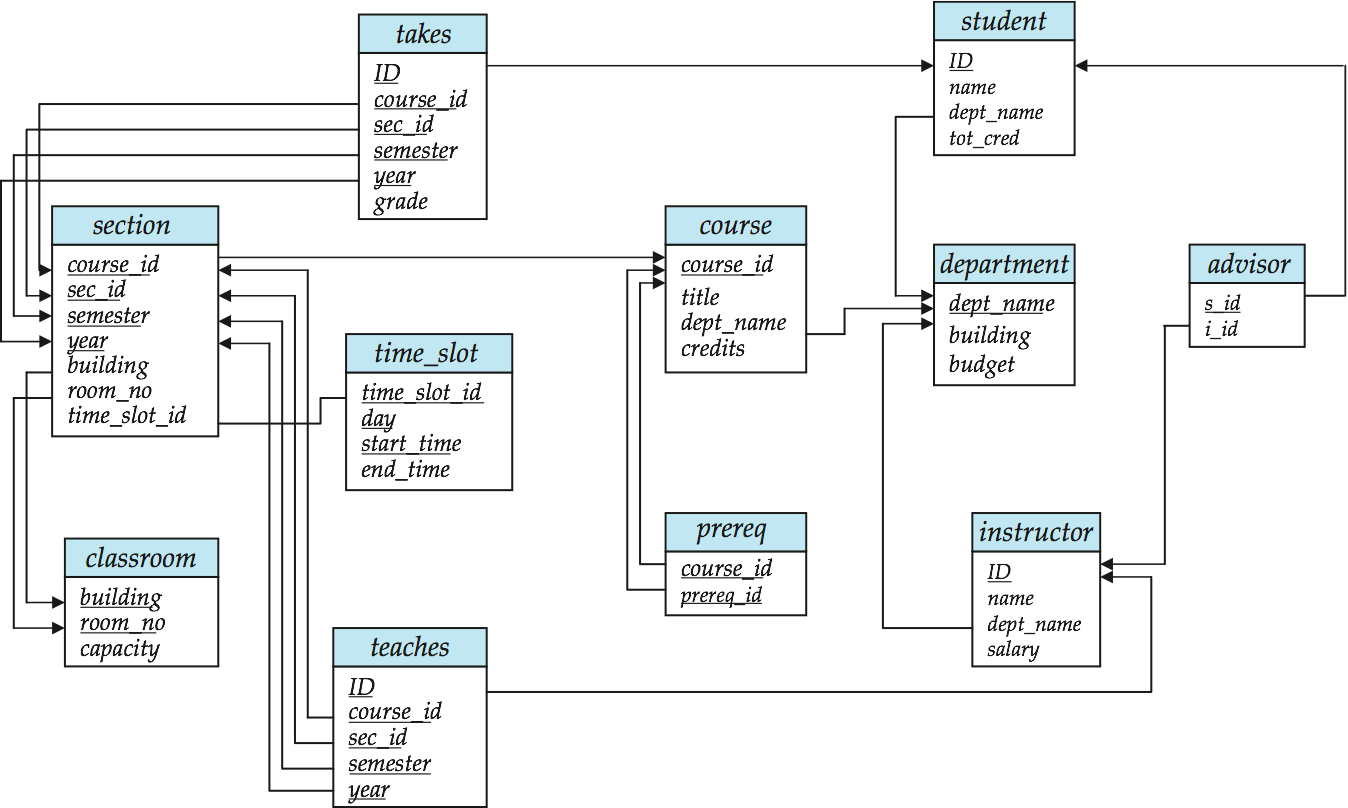 takes
ID
course_id
sec_id
semester
year
grade
student
ID
name
dept_name
tot_cred
section
course_id
sec_id
semester
year
building
room_no
time_slot_id
course
course_id
title
dept_name
credits
department
dept_name
building
budget
advisor
s_id
i_id
time_slot
time_slot_id
day
start_time
end_time
classroom
building
room_no
capacity
prereq
course_id
prereq_id
instructor
ID
name
dept_name
salary
teaches
ID
course_id
sec_id
semester
year